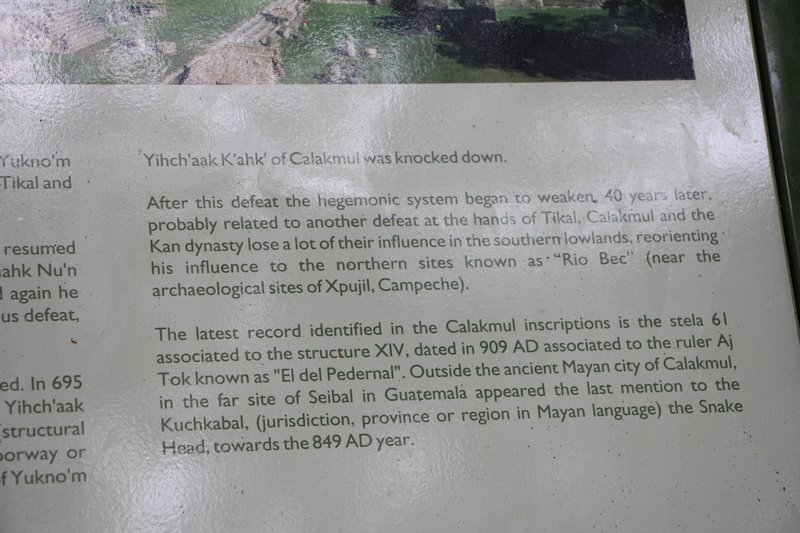 Yukno'm
Tikal and
resumed
ahk Nu'n
again he
us defeat,
ed. In 695
Yihch'aak
structural
oorway or
of Yukno'm
Yihch'aak K'ahk' of Calakmul was knocked down.
After this defeat the hegemonic system began to weaken, 40 years later,
probably related to another defeat at the hands of Tikal, Calakmul and the
Kan dynasty lose a lot of their influence in the southern lowlands, reorienting
his influence to the northern sites known as "Rio Bec" (near the
archaeological sites of Xpujil, Campeche).
The latest record identified in the Calakmul inscriptions is the stela 61
associated to the structure XIV, dated in 909 AD associated to the ruler Aj
Tok known as "El del Pedernal". Outside the ancient Mayan city of Calakmul,
in the far site of Seibal in Guatemala appeared the last mention to the
Kuchkabal, (jurisdiction, province or region in Mayan language) the Snake
Head, towards the 849 AD year.